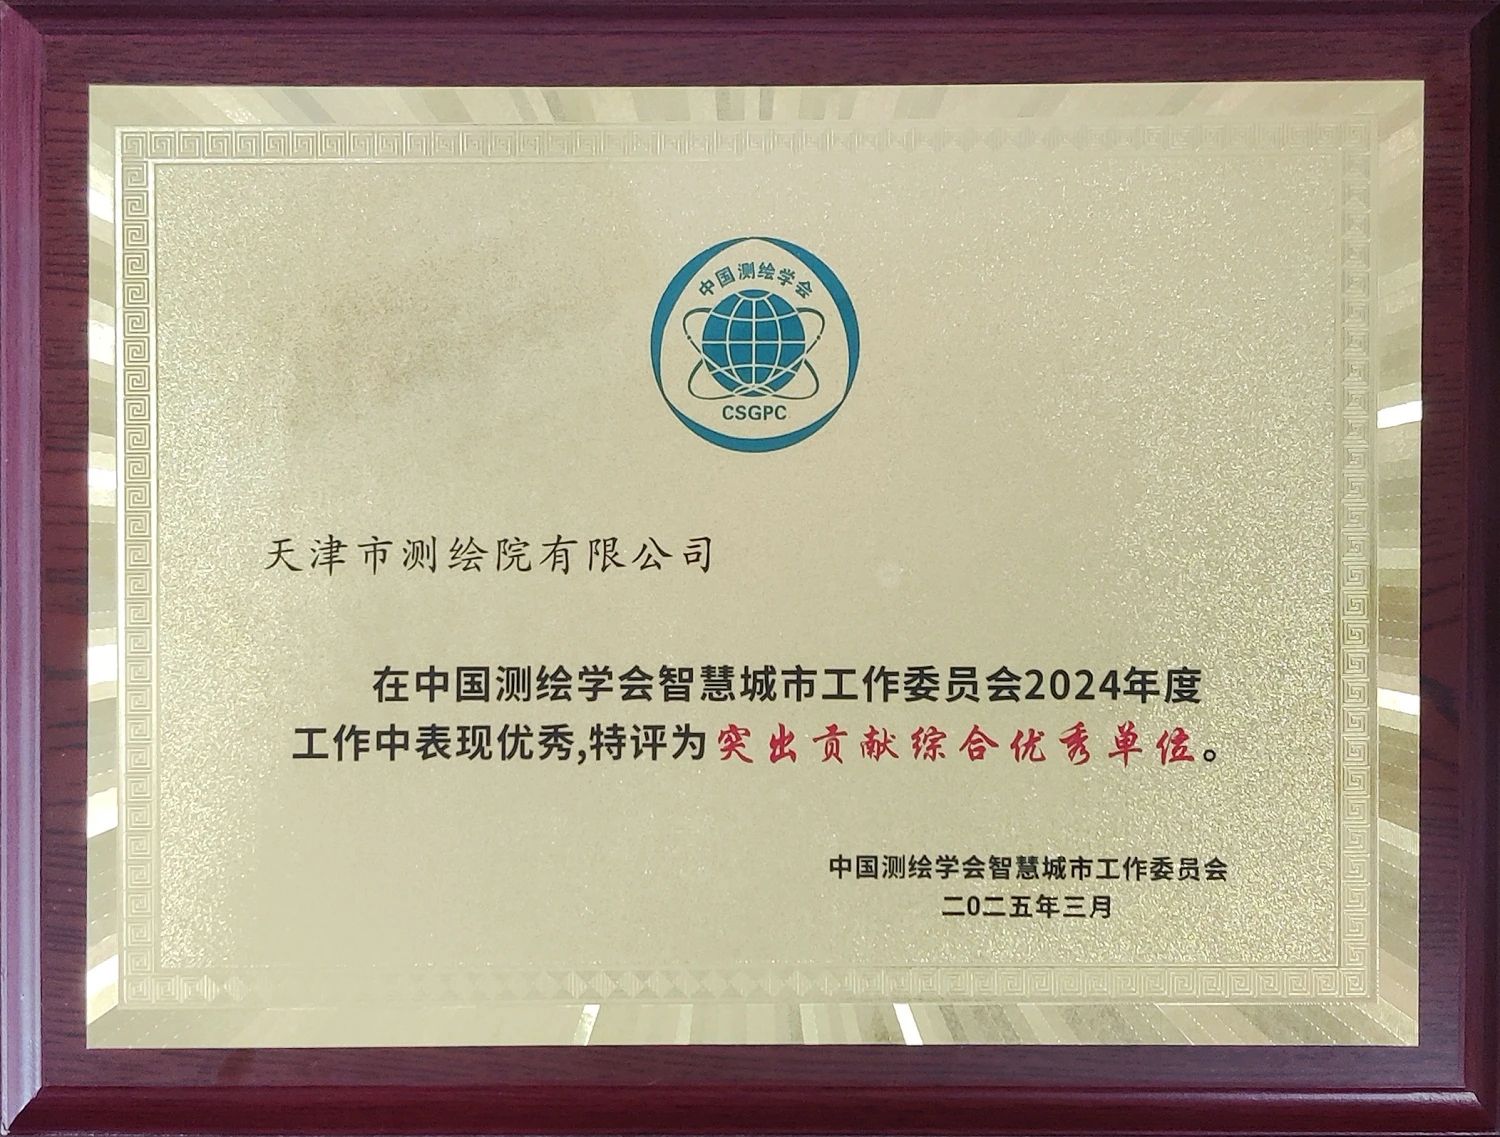 中国测绘学会
CSGPC
天津市测绘院有限公司
在中国测绘学会智慧城市工作委员会2024年度
工作中表现优秀,特评为突出贡献综合优秀单位。
中国测绘学会智慧城市工作委员会
二0二五年三月